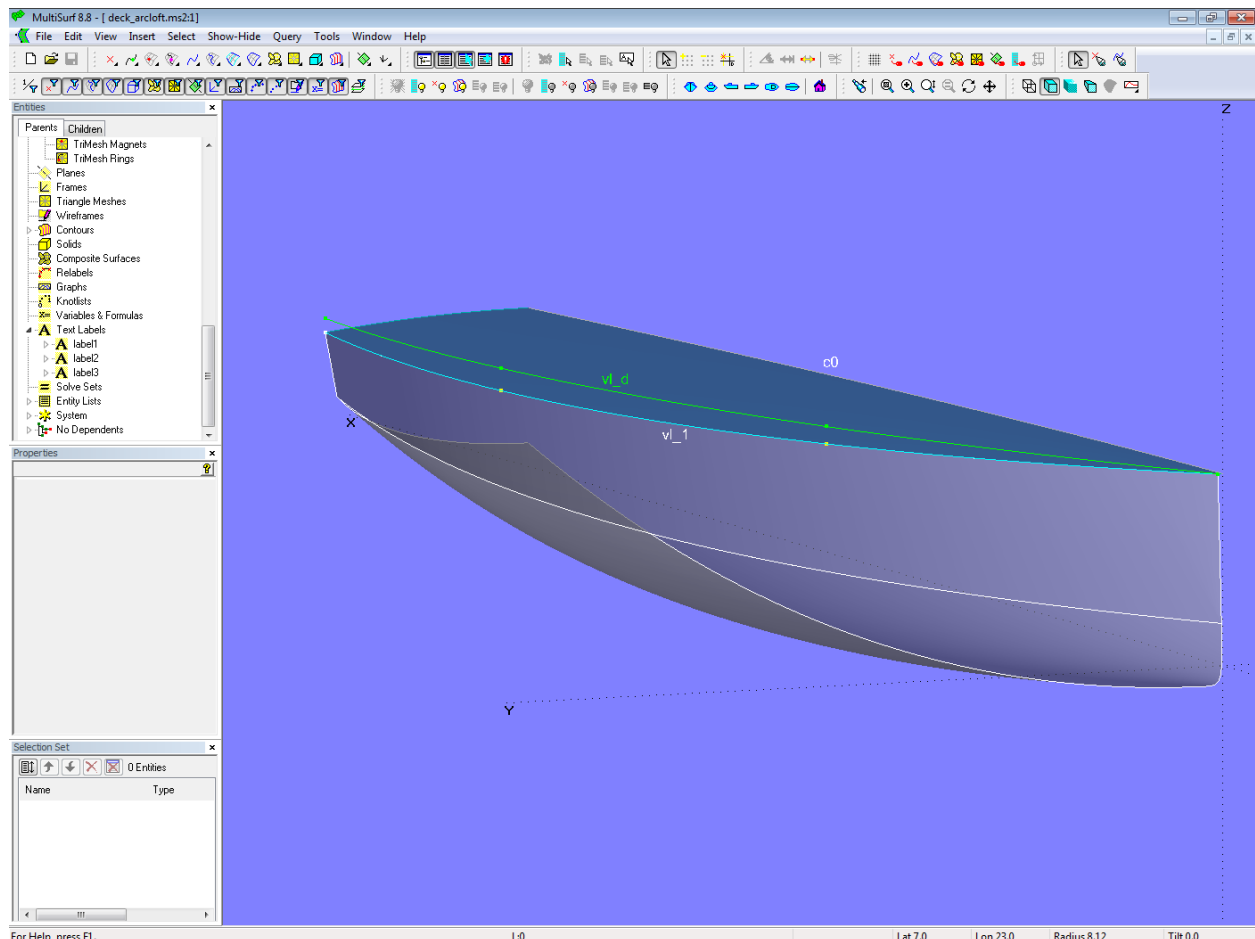 MultiSurf 8.8 - [ deck_arcloft.ms2:1]
File Edit View Insert Select Show-Hide Query Tools Window Help
Entities
Parents Children
TriMesh Magnets
TriMesh Rings
Planes
Frames
Triangle Meshes
Wireframes
Contours
Solids
Composite Surfaces
Relabels
Graphs
Knotlists
Variables & Formulas
Text Labels
label1
label2
label3
Solve Sets
Entity Lists
System
No Dependents
Properties
Selection Set
0 Entities
Name Type
Z
c0
vl_d
X
vl_1
Y
For Help, press F1. L:0 Lat 7.0 Lon 23.0 Radius 8.12 Tilt 0.0